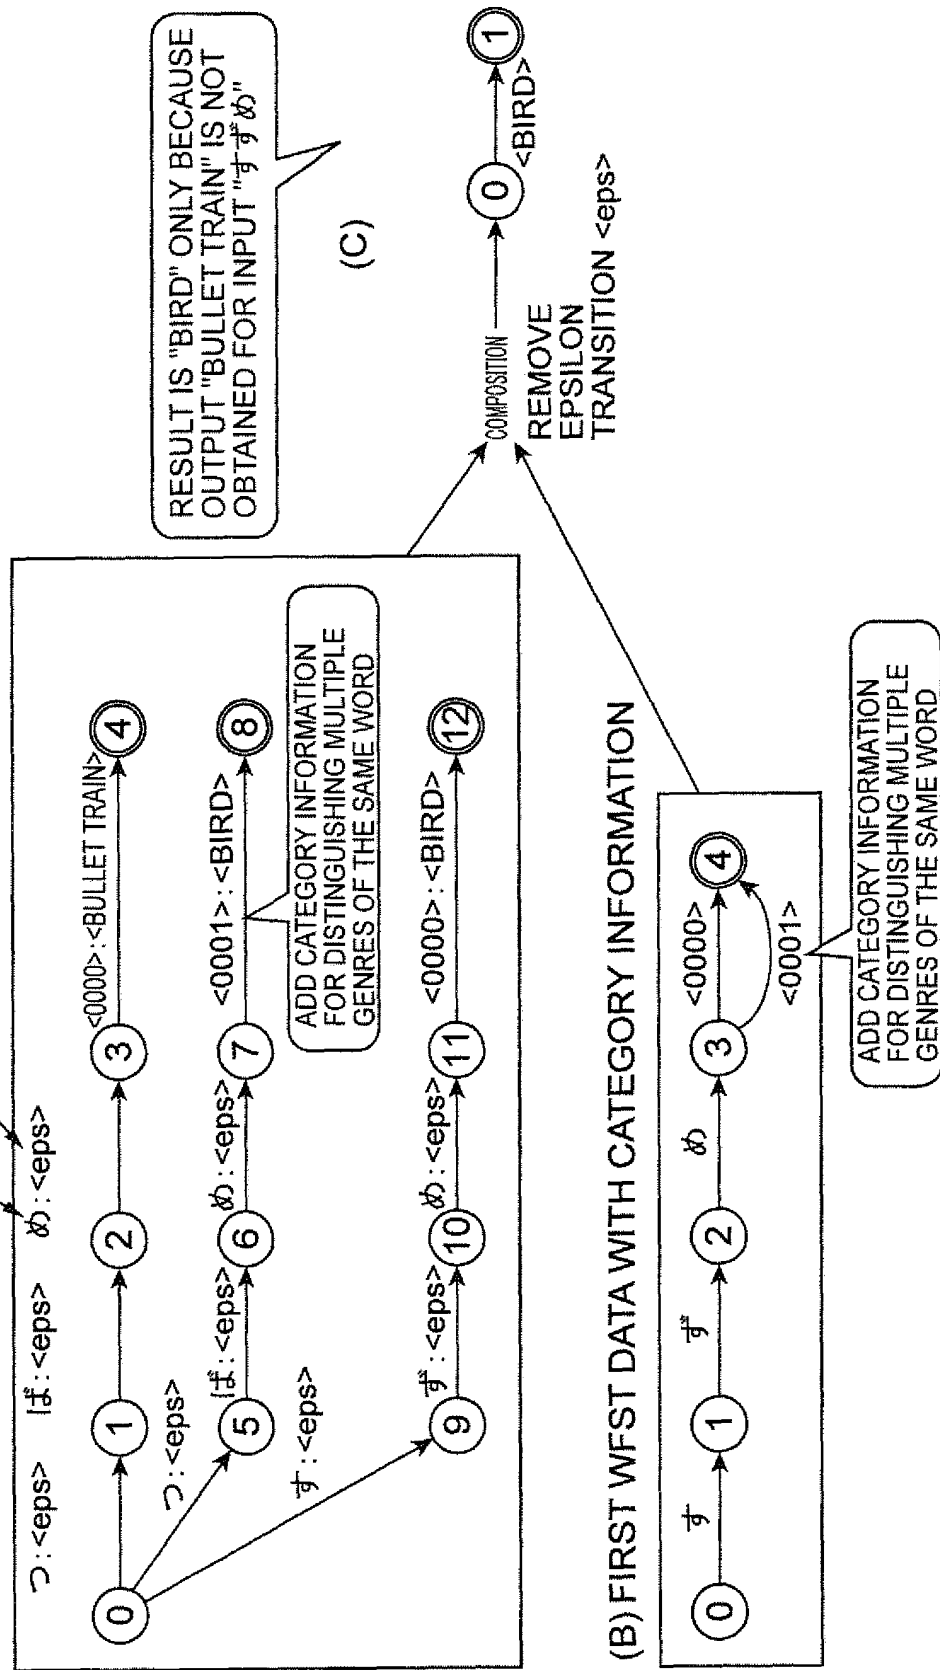 つ:<eps> ば:<eps> め:<eps>
0 1 2 3 <0000>:<BULLET TRAIN> 4
つ:<eps>
5 ば:<eps> 6 め:<eps> 7 <0001>:<BIRD> 8
す:<eps>
ADD CATEGORY INFORMATION
FOR DISTINGUISHING MULTIPLE
GENRES OF THE SAME WORD
9 ず:<eps> 10 め:<eps> 11 <0000>:<BIRD> 12
RESULT IS "BIRD" ONLY BECAUSE
OUTPUT "BULLET TRAIN" IS NOT
OBTAINED FOR INPUT "すずめ"
(C)
COMPOSITION
0 <BIRD> 1
REMOVE
EPSILON
TRANSITION <eps>
(B) FIRST WFST DATA WITH CATEGORY INFORMATION
0 す 1 ず 2 め 3 <0000> 4
<0001>
ADD CATEGORY INFORMATION
FOR DISTINGUISHING MULTIPLE
GENRES OF THE SAME WORD